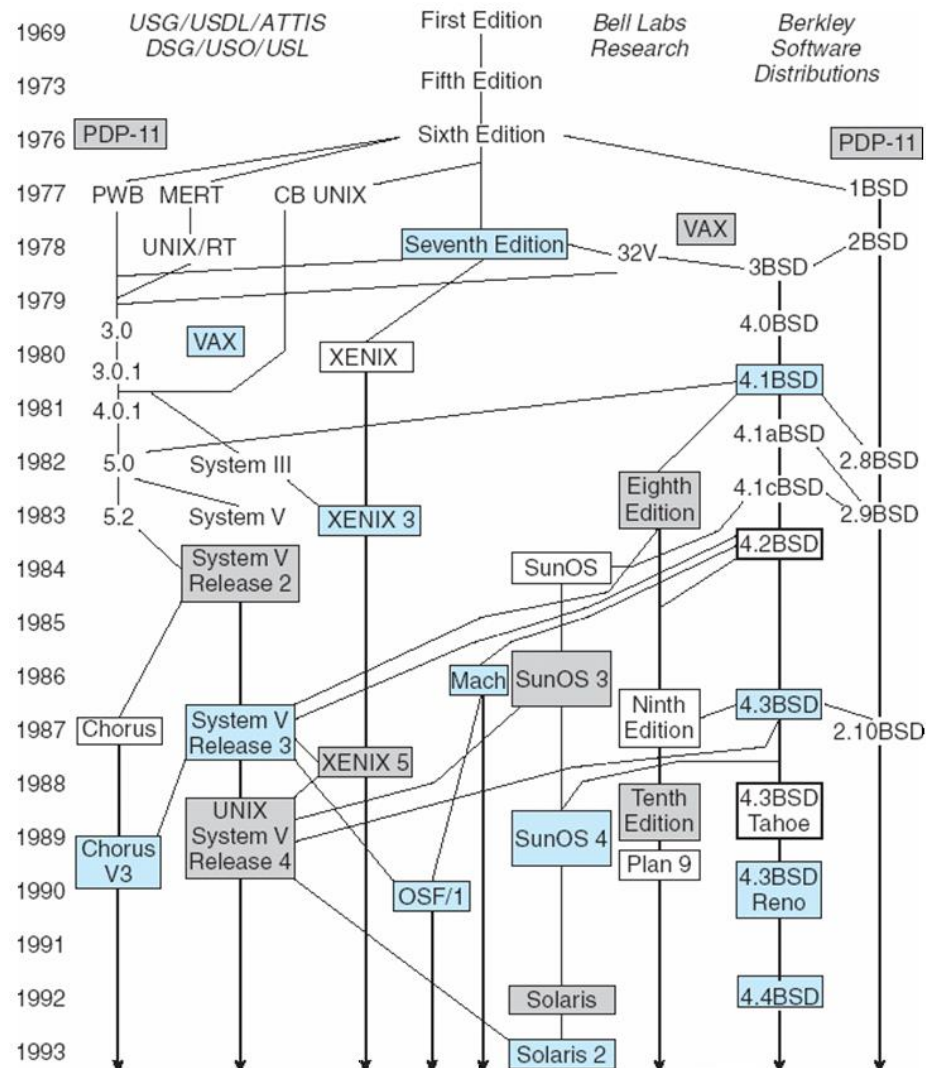 1969
USG/USDL/ATTIS
DSG/USO/USL
First Edition
Bell Labs
Research
Berkley
Software
Distributions
1973
Fifth Edition
1976
PDP-11
Sixth Edition
PDP-11
1977
PWB
MERT
CB UNIX
1BSD
1978
UNIX/RT
Seventh Edition
VAX
32V
2BSD
3BSD
1979
3.0
VAX
4.0BSD
1980
3.0.1
XENIX
4.1BSD
1981
4.0.1
4.1aBSD
1982
5.0
System III
2.8BSD
Eighth
Edition
4.1cBSD
1983
5.2
System V
XENIX 3
2.9BSD
4.2BSD
1984
System V
Release 2
SunOS
1985
1986
Mach
SunOS 3
1987
Chorus
System V
Release 3
Ninth
Edition
4.3BSD
2.10BSD
XENIX 5
1988
UNIX
System V
Release 4
Tenth
Edition
4.3BSD
Tahoe
1989
Chorus
V3
SunOS 4
Plan 9
1990
OSF/1
4.3BSD
Reno
1991
1992
Solaris
4.4BSD
1993
Solaris 2